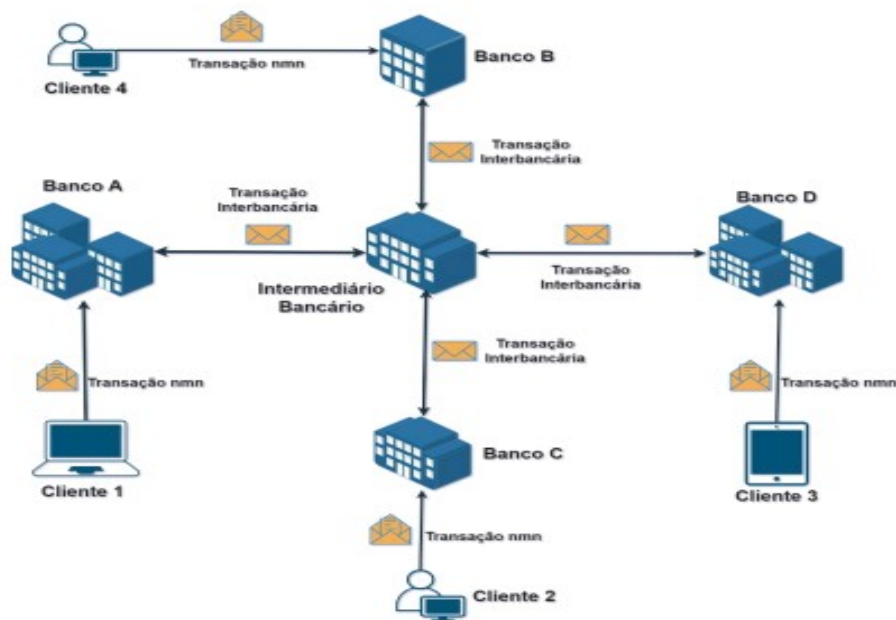 Transação nmn
Banco B
Cliente 4
Transação
Interbancária
Banco A
Transação
Interbancária
Banco D
Intermediário
Bancário
Transação
Interbancária
Transação
Interbancária
Transação nmn
Transação nmn
Banco C
Cliente 1
Cliente 3
Transação nmn
Cliente 2